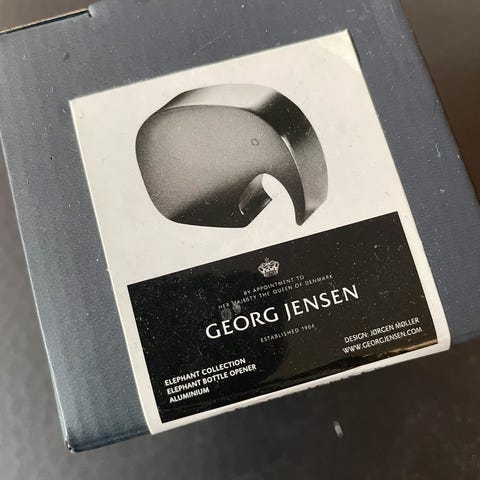 BY APPOINTMENT TO
HER MAJESTY THE QUEEN OF DENMARK
GEORG JENSEN
ESTABLISHED 1904
ELEPHANT COLLECTION
ELEPHANT BOTTLE OPENER
ALUMINIUM
DESIGN: JØRGEN MØLLER
WWW.GEORGJENSEN.COM